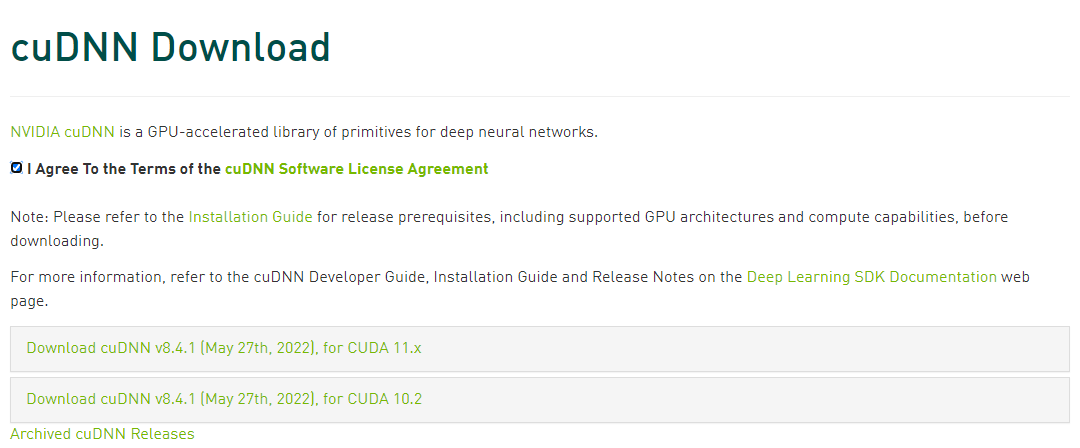 cuDNN Download
NVIDIA cuDNN is a GPU-accelerated library of primitives for deep neural networks.
I Agree To the Terms of the cuDNN Software License Agreement
Note: Please refer to the Installation Guide for release prerequisites, including supported GPU architectures and compute capabilities, before
downloading.
For more information, refer to the cuDNN Developer Guide, Installation Guide and Release Notes on the Deep Learning SDK Documentation web
page.
Download cuDNN v8.4.1 (May 27th, 2022), for CUDA 11.x
Download cuDNN v8.4.1 (May 27th, 2022), for CUDA 10.2
Archived cuDNN Releases